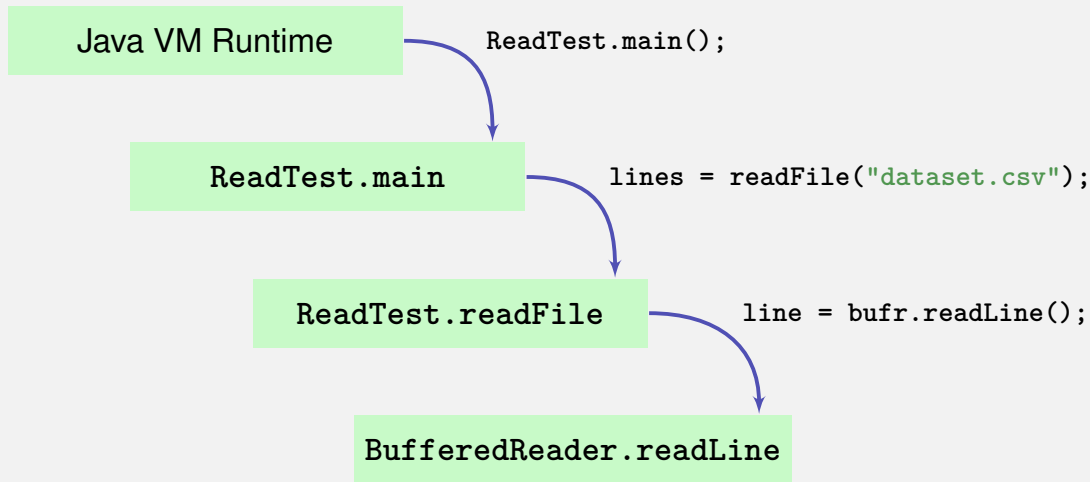 Java VM Runtime
ReadTest.main();
ReadTest.main
lines = readFile("dataset.csv");
ReadTest.readFile
line = bufr.readLine();
BufferedReader.readLine